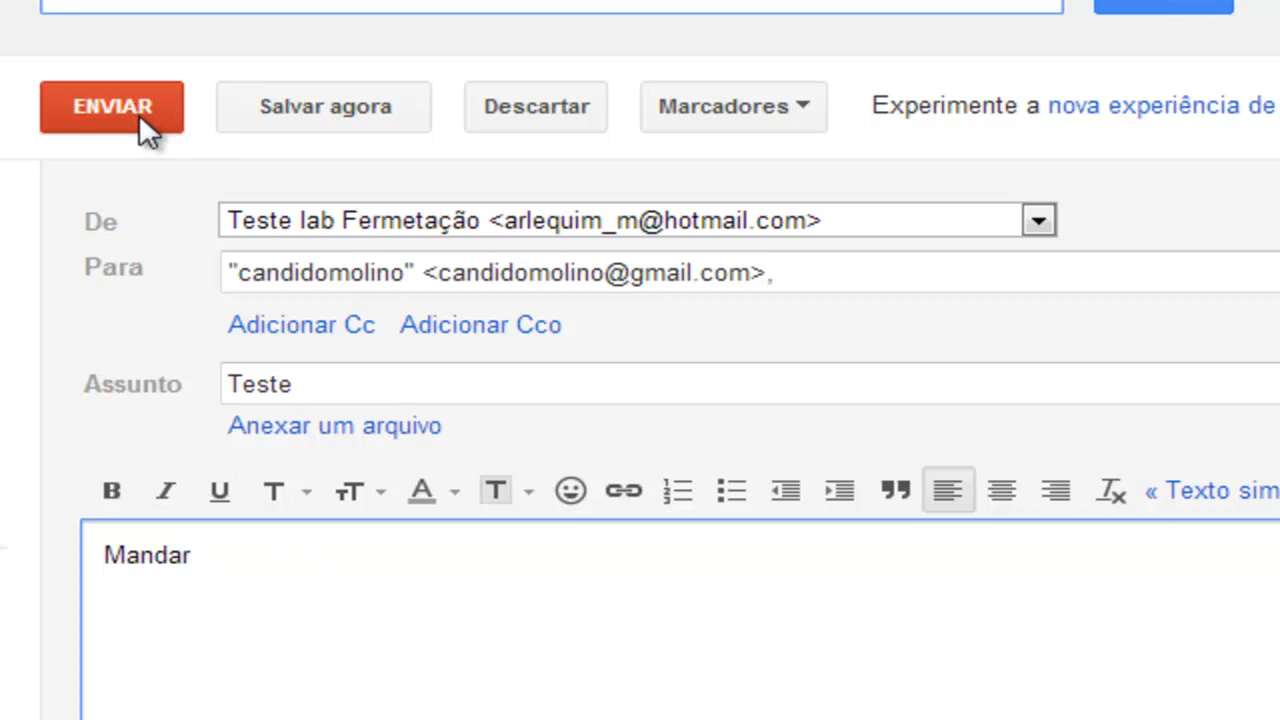 ENVIAR Salvar agora Descartar Marcadores Experimente a nova experiência de
De Teste lab Fermetação <arlequim_m@hotmail.com>
Para "candidomolino" <candidomolino@gmail.com>,
Adicionar Cc Adicionar Cco
Assunto Teste
Anexar um arquivo
B I U T T A T « Texto sim
Mandar